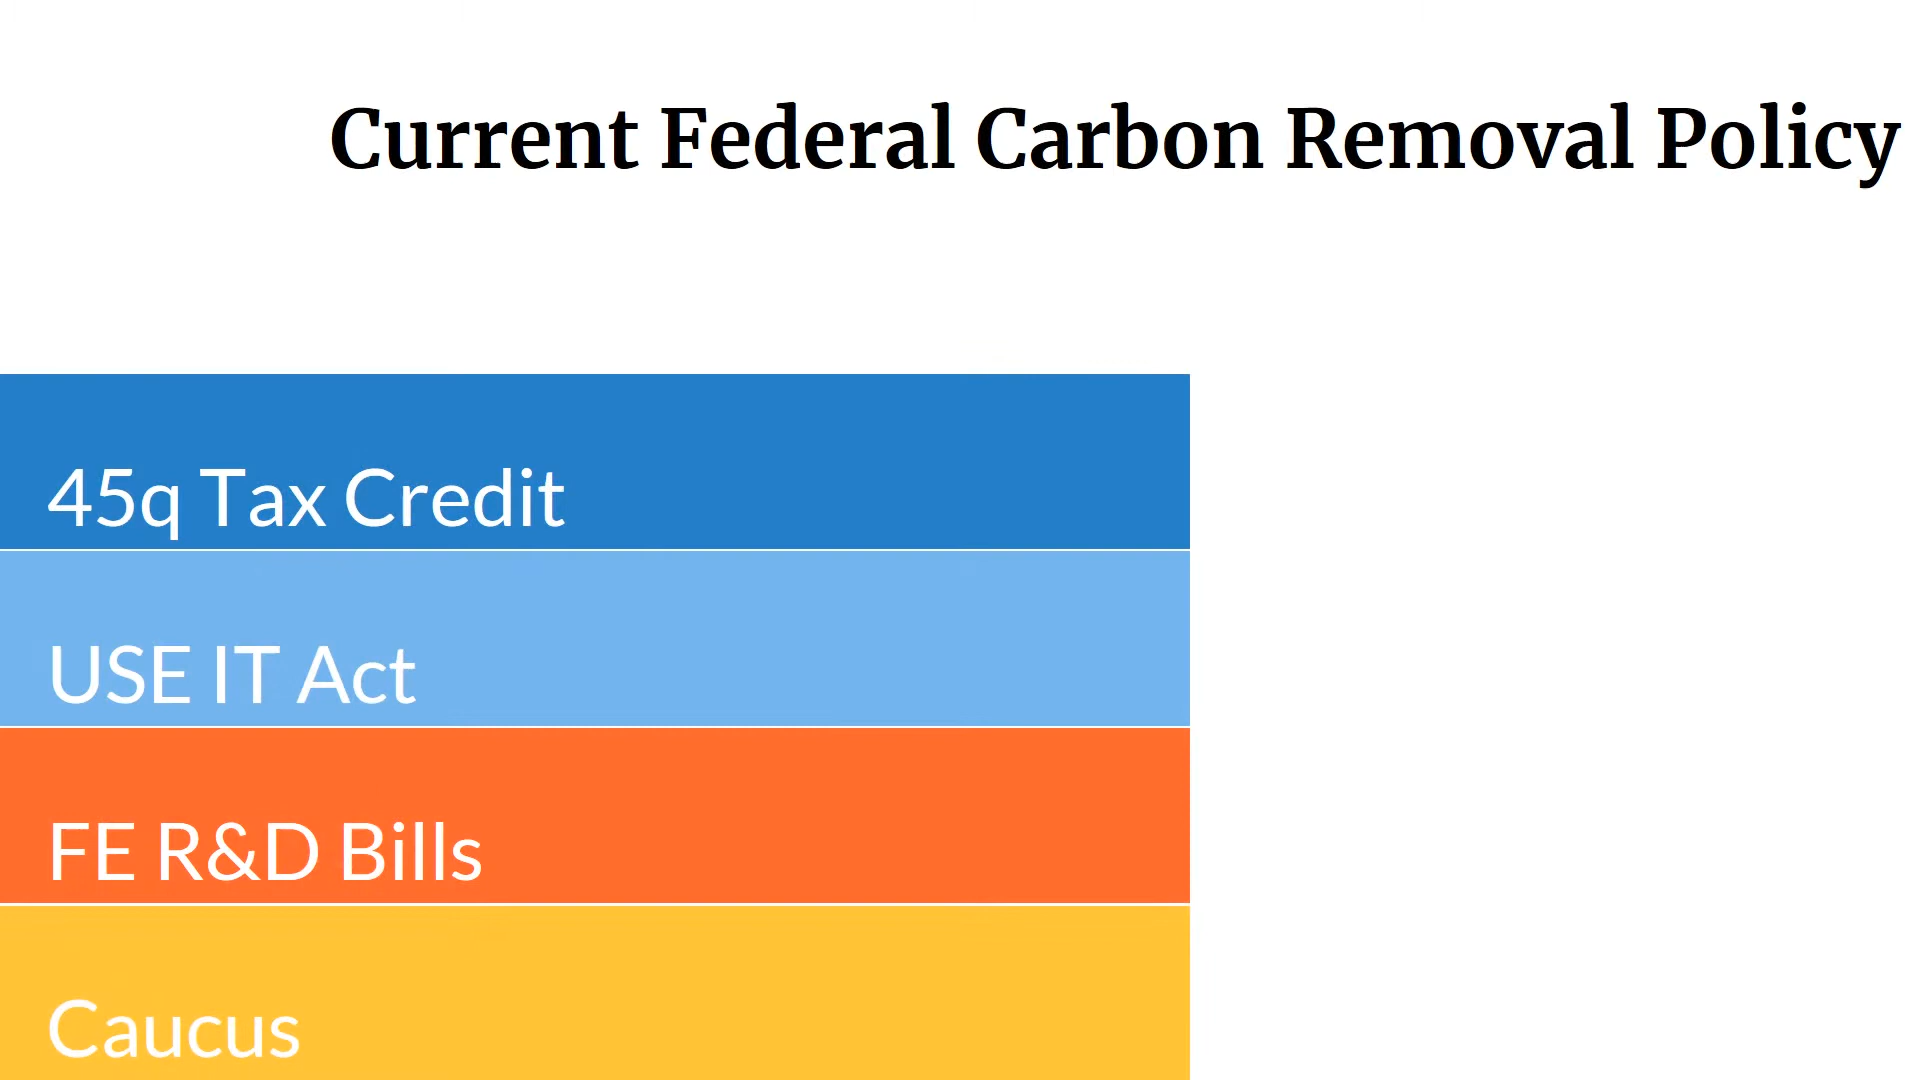 Current Federal Carbon Removal Policy
45q Tax Credit
USE IT Act
FE R&D Bills
Caucus